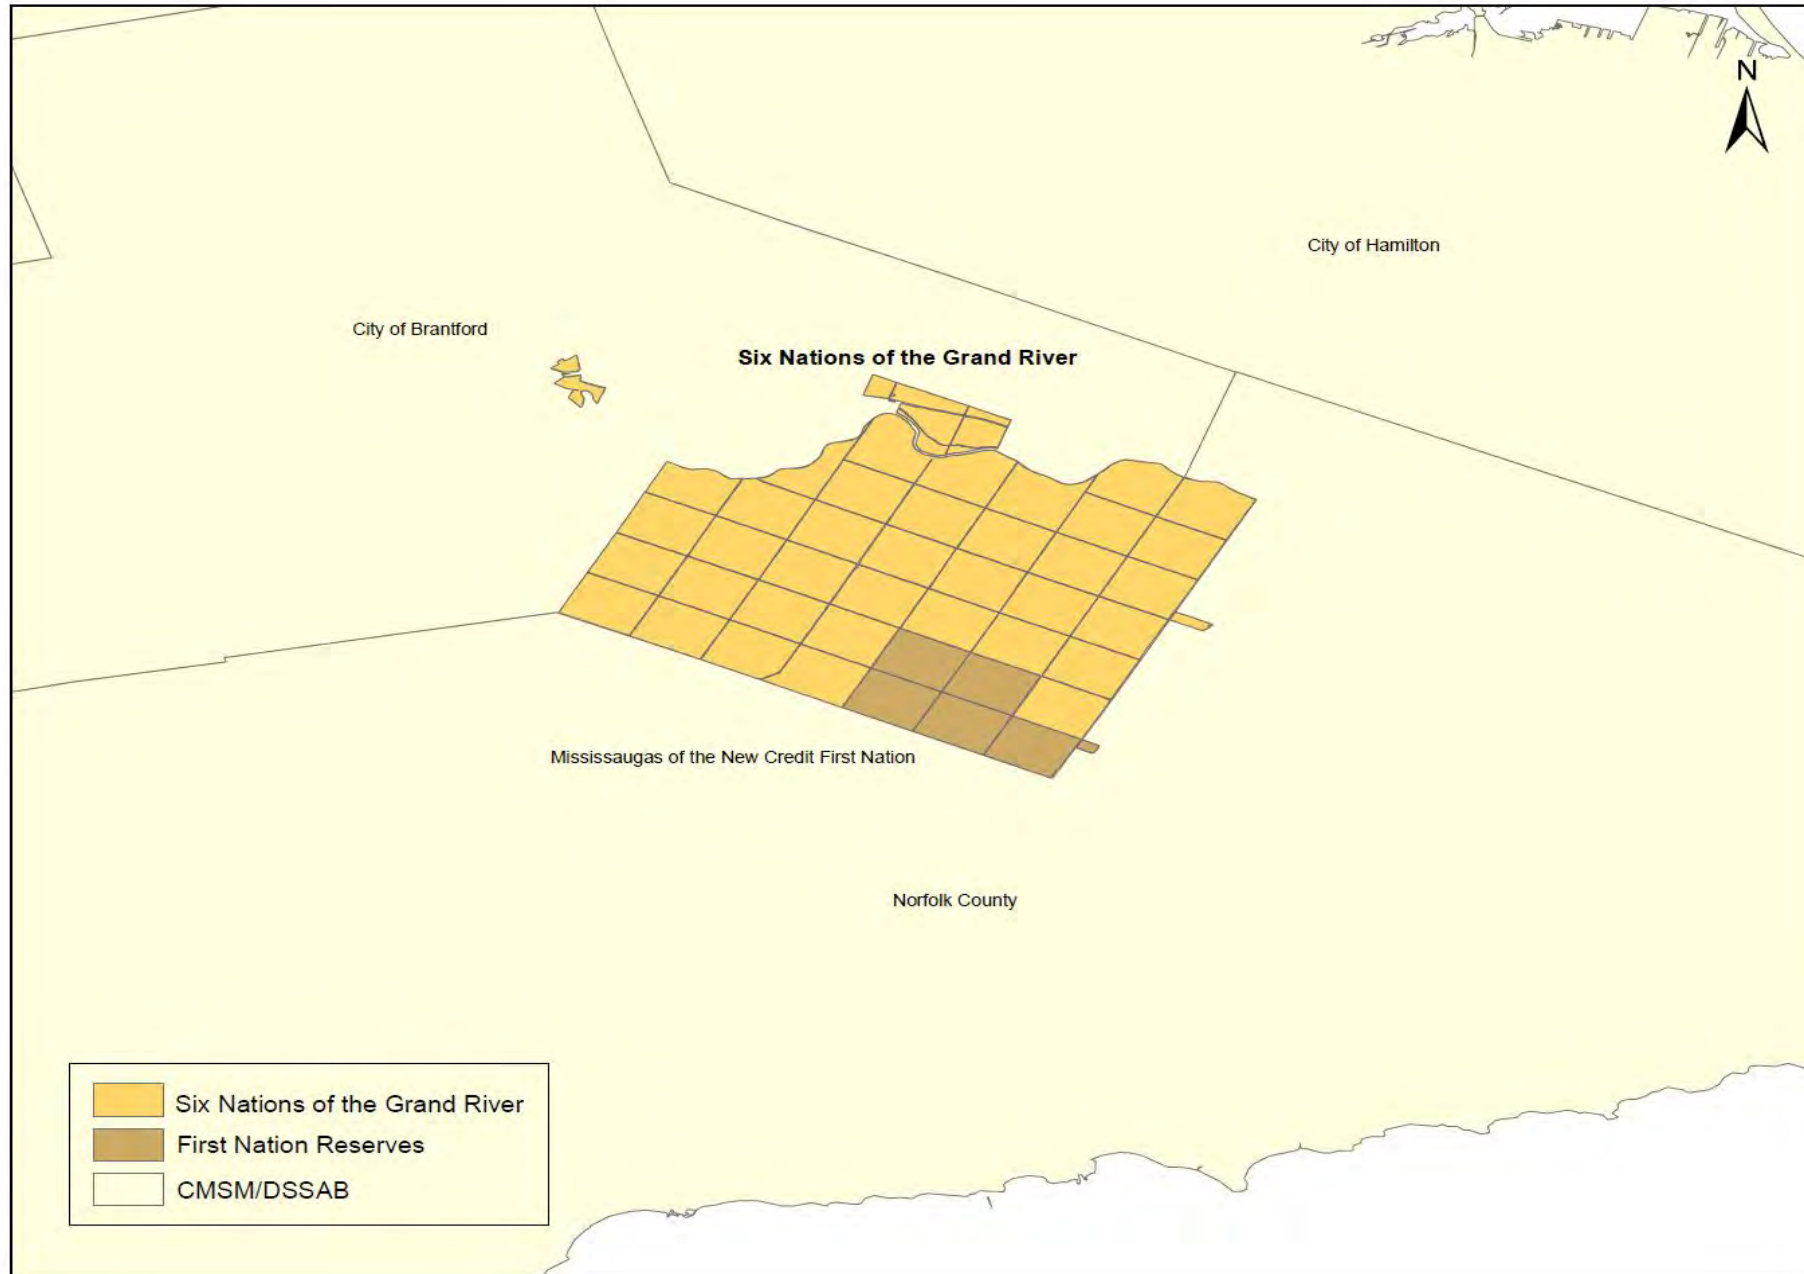 N
City of Hamilton
City of Brantford
Six Nations of the Grand River
Mississaugas of the New Credit First Nation
Norfolk County
Six Nations of the Grand River
First Nation Reserves
CMSM/DSSAB